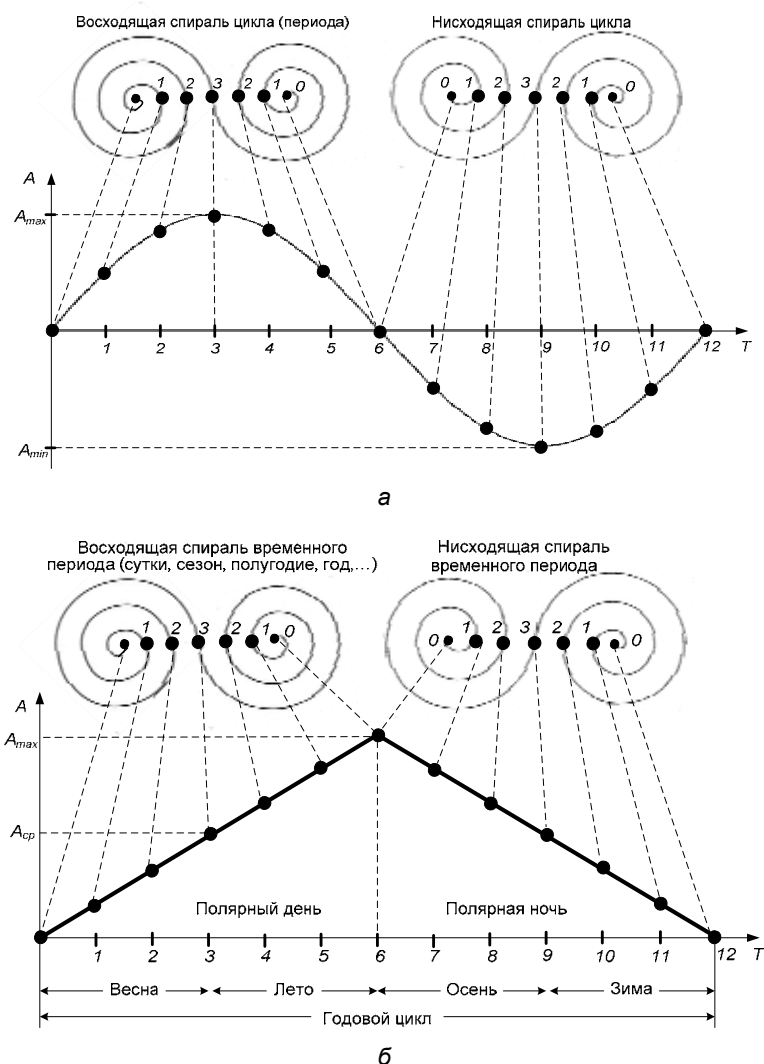 Восходящая спираль цикла (периода) Нисходящая спираль цикла
1 2 3 2 1 0 0 1 2 3 2 1 0
A
Amax
1 2 3 4 5 6 7 8 9 10 11 12 T
Amin
а
Восходящая спираль временного
периода (сутки, сезон, полугодие, год,...)
Нисходящая спираль
временного периода
1 2 3 2 1 0 0 1 2 3 2 1 0
A
Amax
Aср
Полярный день Полярная ночь
1 2 3 4 5 6 7 8 9 10 11 12 T
Весна Лето Осень Зима
Годовой цикл
б